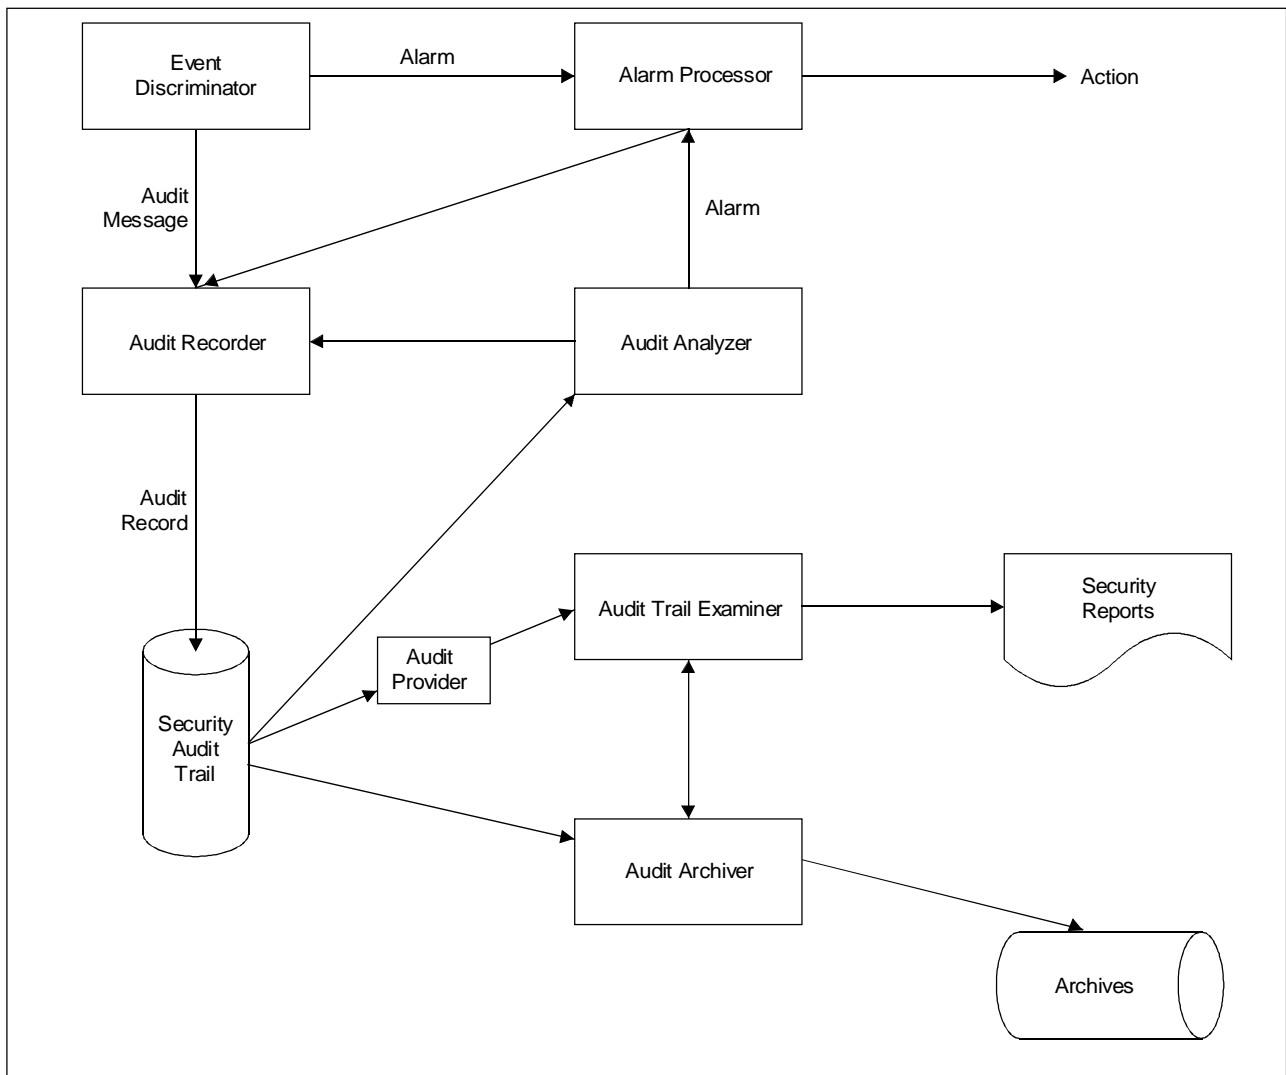 Event
Discriminator
Alarm
Alarm Processor
Action
Audit
Message
Alarm
Audit Recorder
Audit Analyzer
Audit
Record
Audit Trail Examiner
Security
Reports
Audit
Provider
Security
Audit
Trail
Audit Archiver
Archives